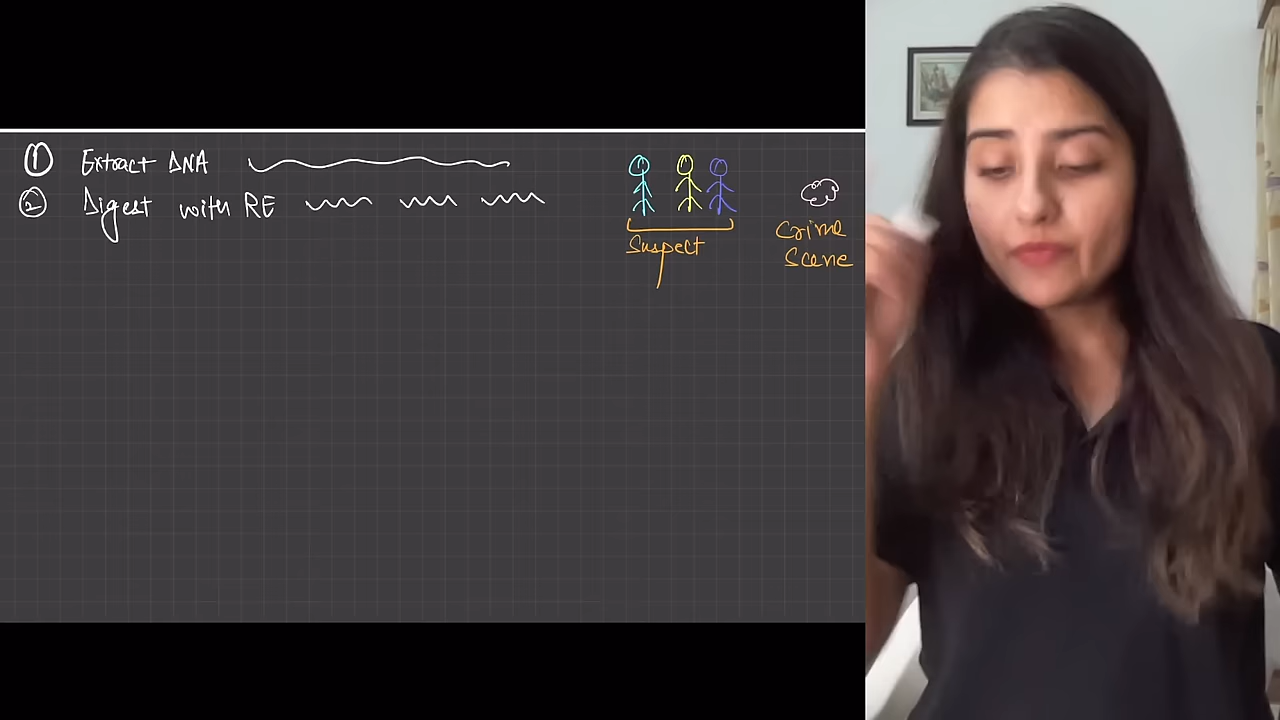 ① Extract DNA
② Digest with RE
Suspect
Crime
Scene